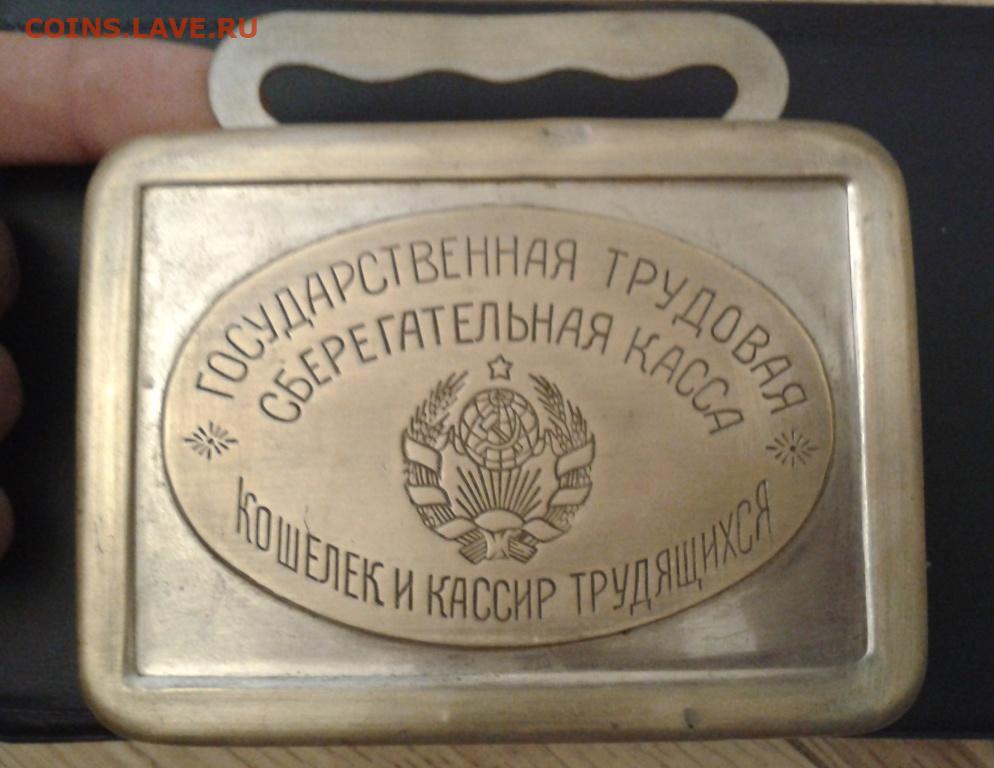 COINS.LAVE.RU
ГОСУДАРСТВЕННАЯ ТРУДОВАЯ
СБЕРЕГАТЕЛЬНАЯ КАССА
КОШЕЛЕК И КАССИР ТРУДЯЩИХСЯ